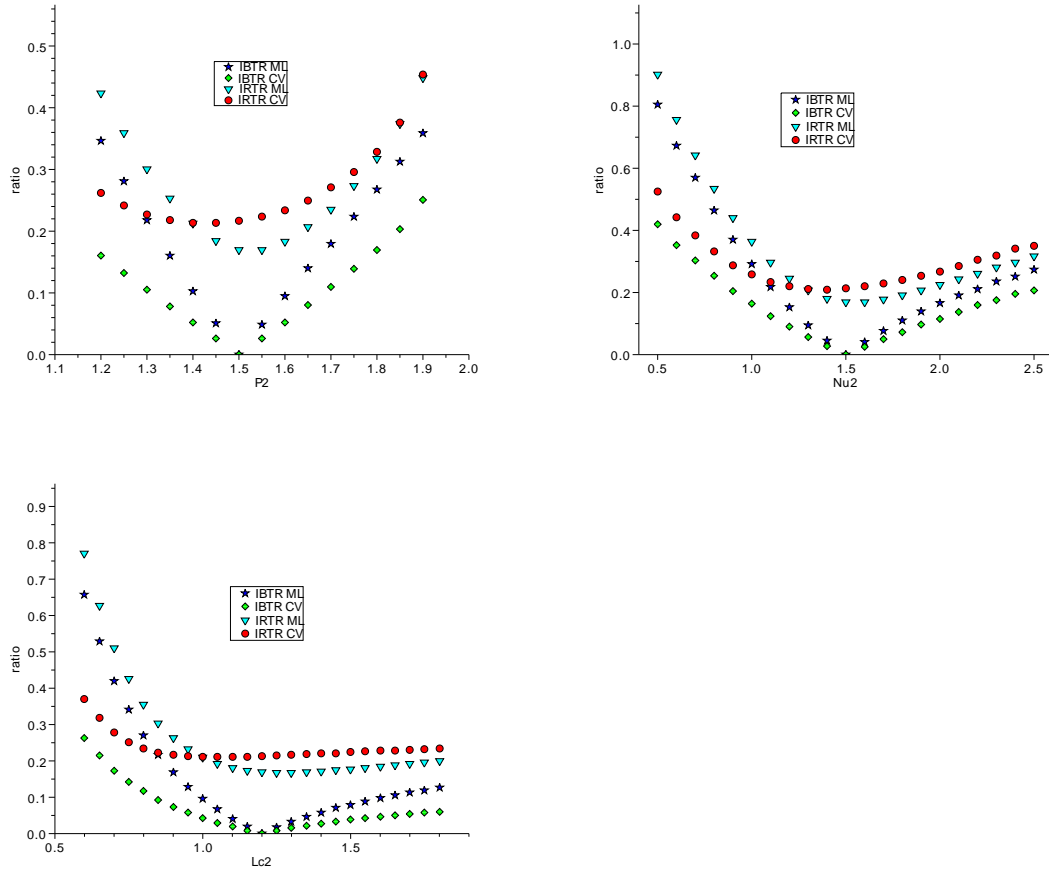 0.5
0.4
0.3
0.2
0.1
0.0
ratio
IBTR ML
IBTR CV
IRTR ML
IRTR CV
1.1 1.2 1.3 1.4 1.5 1.6 1.7 1.8 1.9 2.0
P2
1.0
0.8
0.6
0.4
0.2
0.0
ratio
IBTR ML
IBTR CV
IRTR ML
IRTR CV
0.5 1.0 1.5 2.0 2.5
Nu2
0.9
0.8
0.7
0.6
0.5
0.4
0.3
0.2
0.1
0.0
ratio
IBTR ML
IBTR CV
IRTR ML
IRTR CV
0.5 1.0 1.5
Lc2